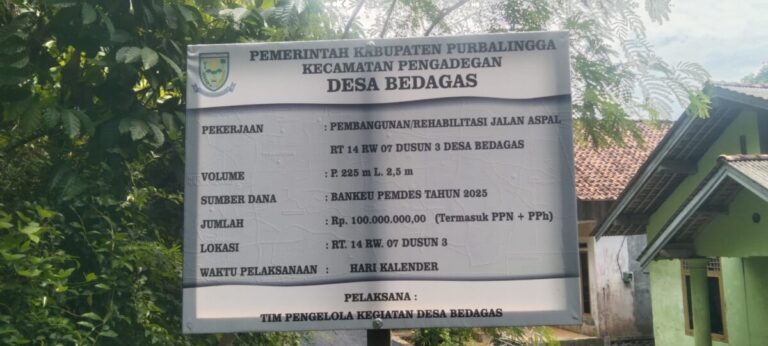 PEMERINTAH KABUPATEN PURBALINGGA
KECAMATAN PENGADEGAN
DESA BEDAGAS
PEKERJAAN : PEMBANGUNAN/REHABILITASI JALAN ASPAL
RT 14 RW 07 DUSUN 3 DESA BEDAGAS
VOLUME : P. 225 m L. 2,5 m
SUMBER DANA : BANKEU PEMDES TAHUN 2025
JUMLAH : Rp. 100.000.000,00 (Termasuk PPN + PPh)
LOKASI : RT. 14 RW. 07 DUSUN 3
WAKTU PELAKSANAAN : HARI KALENDER
PELAKSANA :
TIM PENGELOLA KEGIATAN DESA BEDAGAS